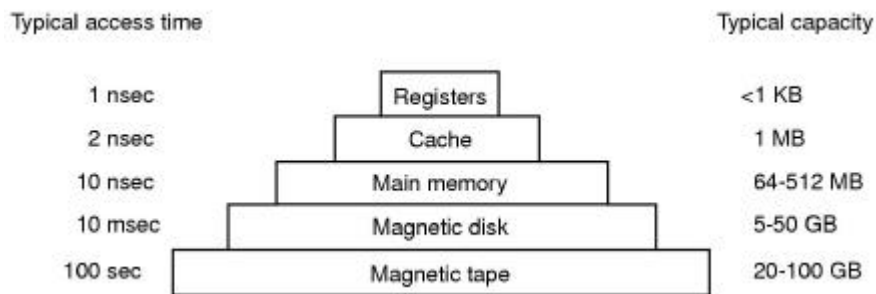 Typical access time Typical capacity
1 nsec Registers <1 KB
2 nsec Cache 1 MB
10 nsec Main memory 64-512 MB
10 msec Magnetic disk 5-50 GB
100 sec Magnetic tape 20-100 GB